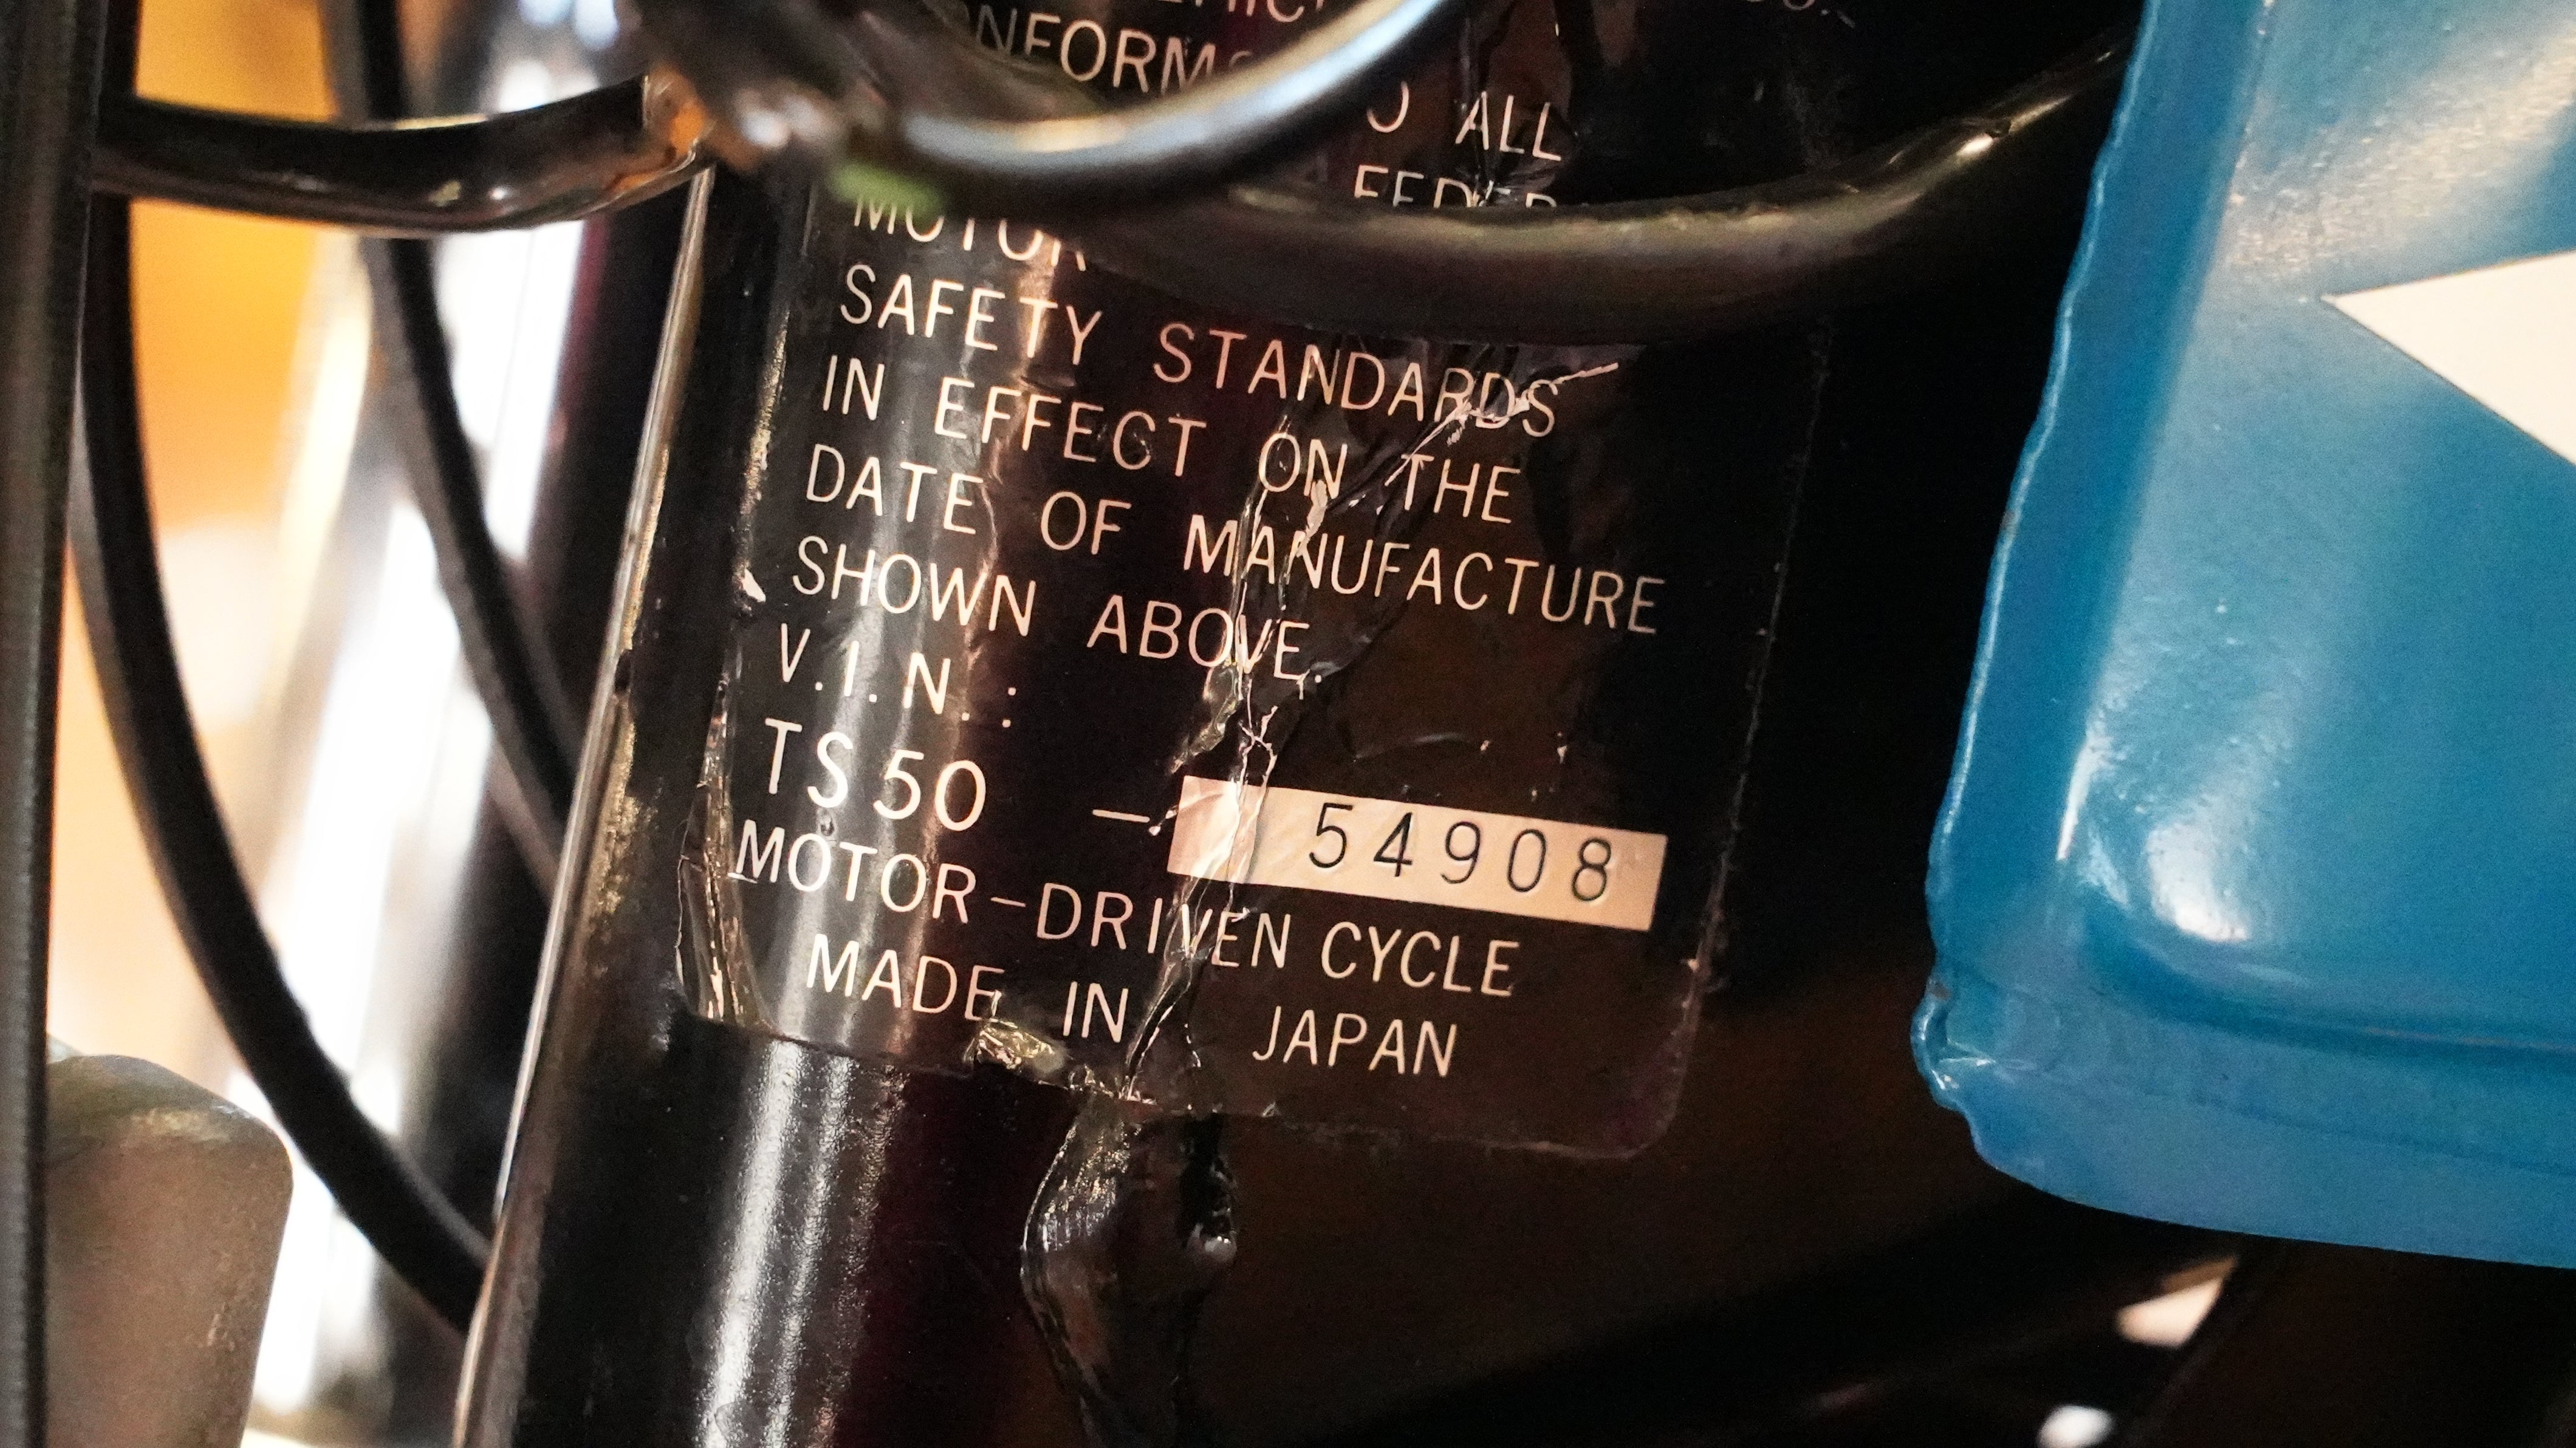 ALL
MOTOR
SAFETY STANDARDS
IN EFFECT ON THE
DATE OF MANUFACTURE
SHOWN ABOVE.
V.I.N.:
TS50 — 54908
MOTOR-DRIVEN CYCLE
MADE IN JAPAN